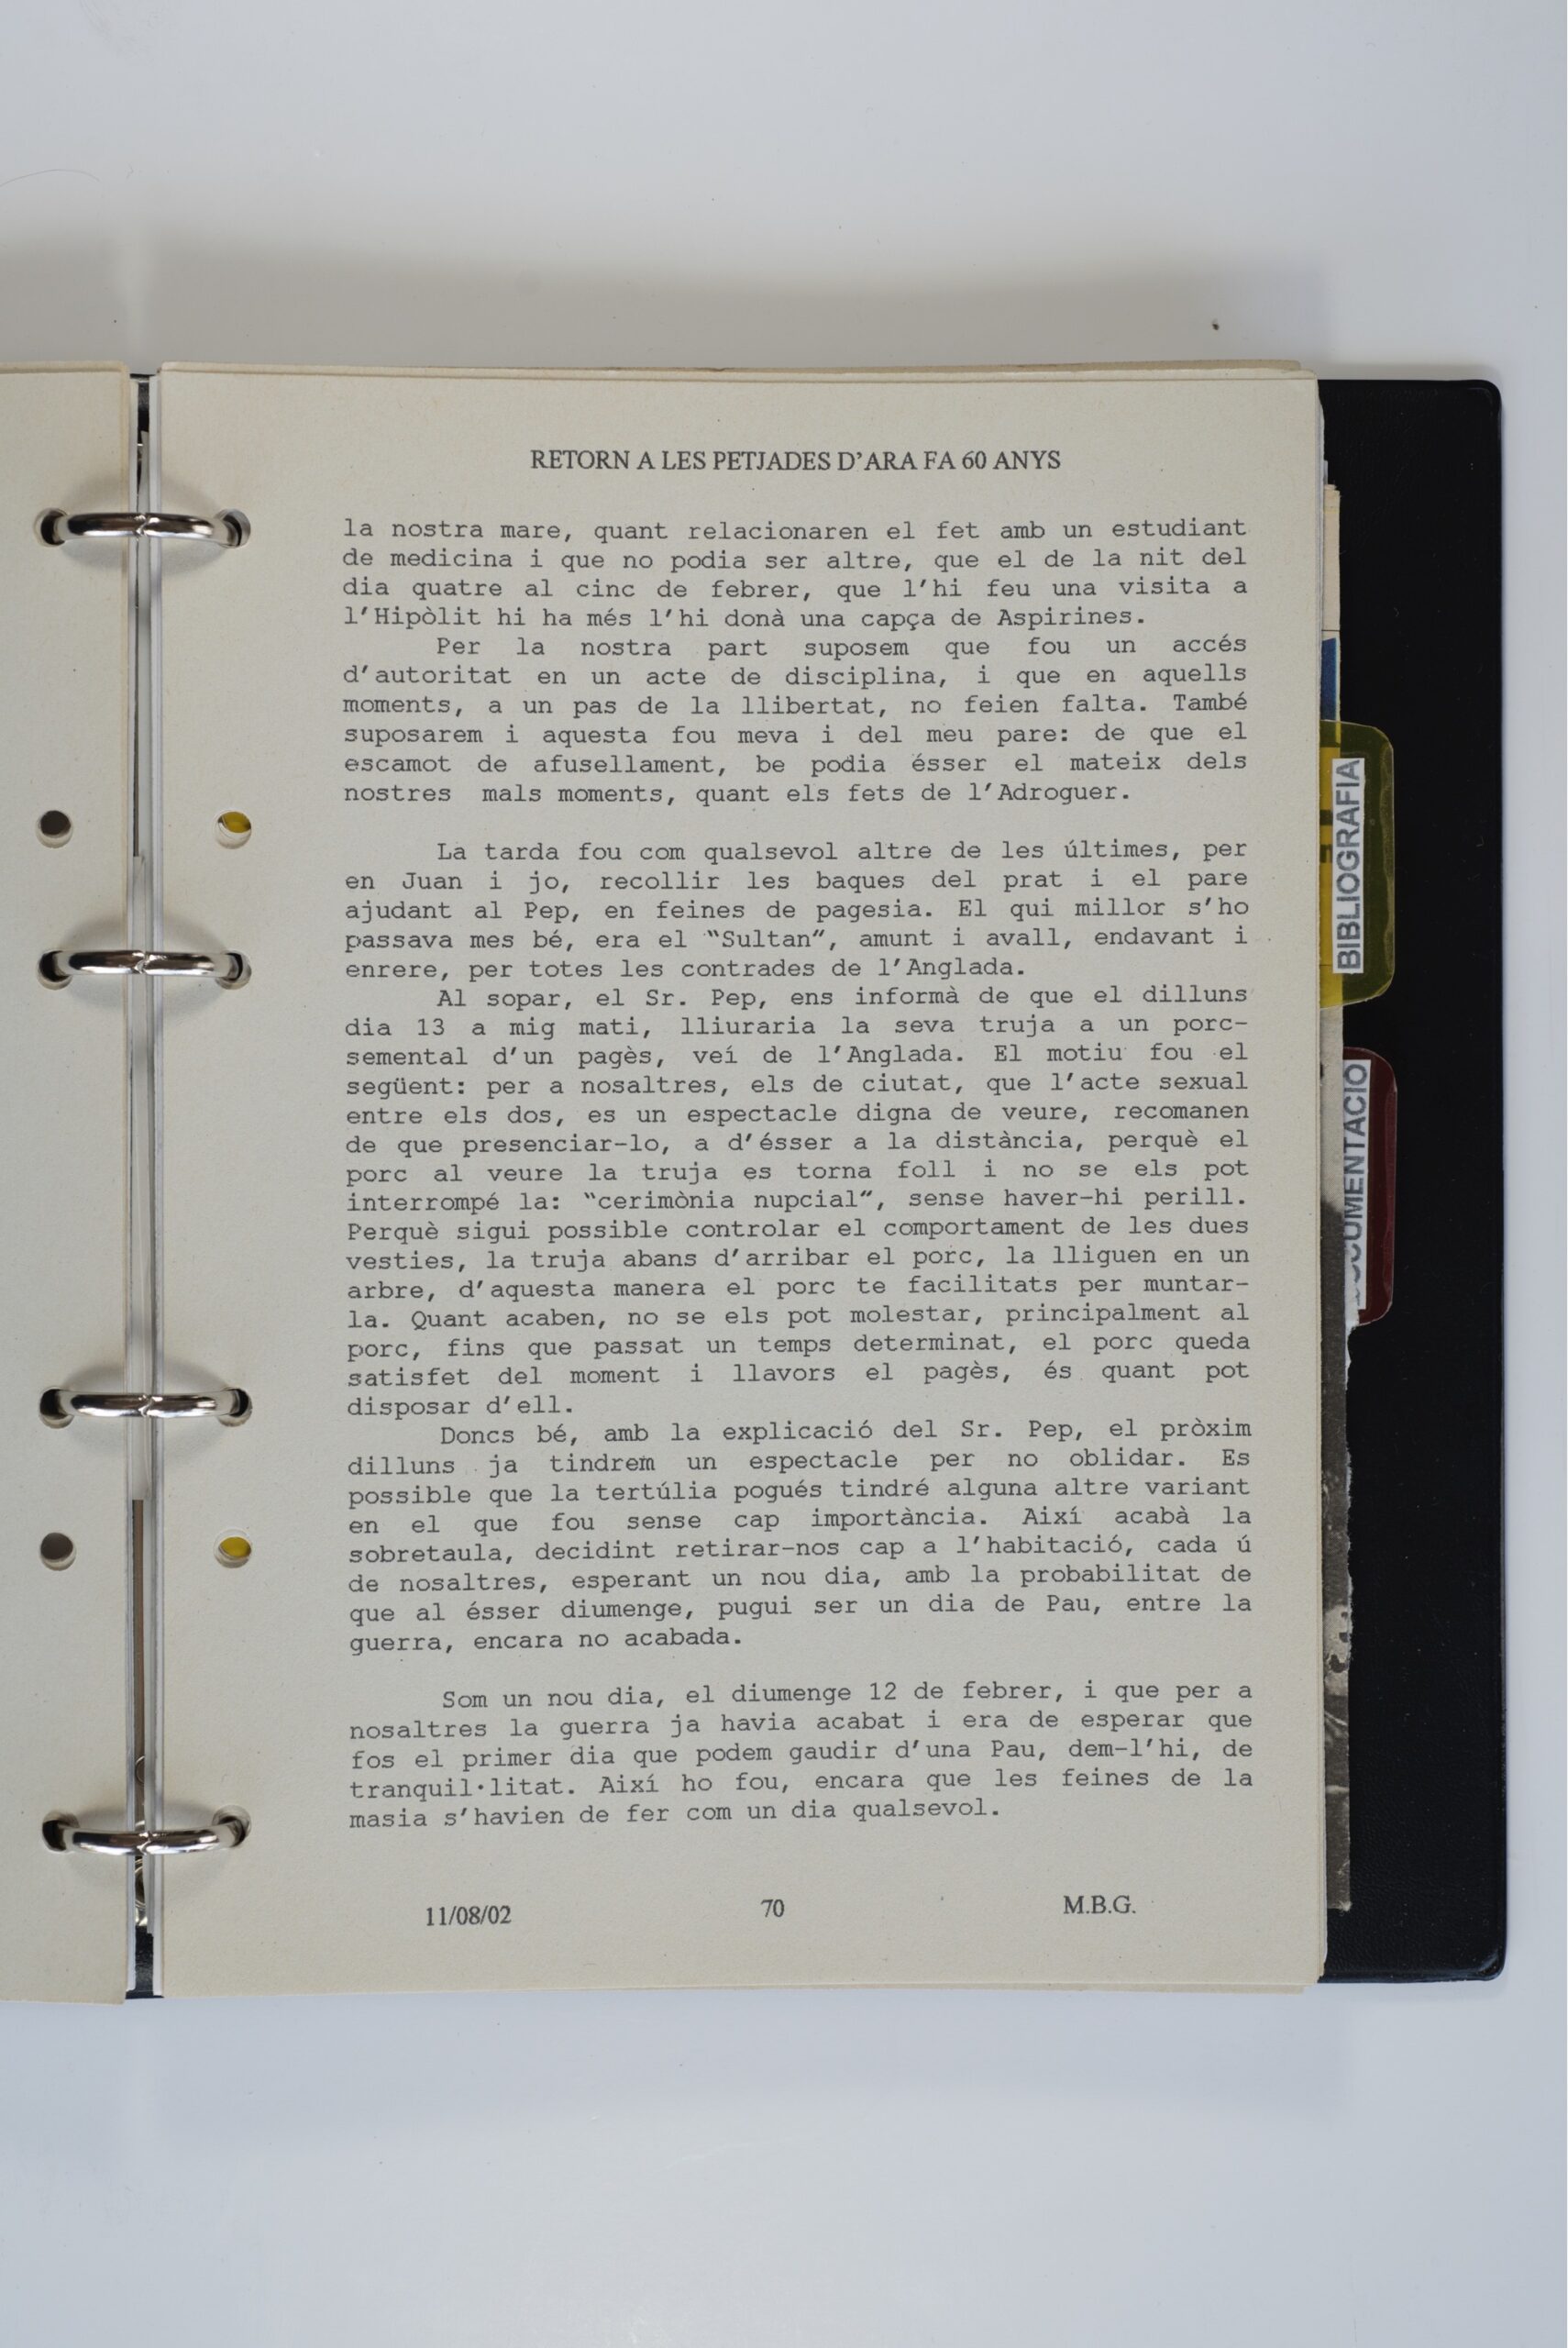 RETORN A LES PETJADES D'ARA FA 60 ANYS
la nostra mare, quant relacionaren el fet amb un estudiant
de medicina i que no podia ser altre, que el de la nit del
dia quatre al cinc de febrer, que l'hi feu una visita a
l'Hipòlit hi ha més l'hi donà una capça de Aspirines.
Per la nostra part suposem que fou un accés
d'autoritat en un acte de disciplina, i que en aquells
moments, a un pas de la llibertat, no feien falta. També
suposarem i aquesta fou meva i del meu pare: de que el
escamot de afusellament, be podia ésser el mateix dels
nostres mals moments, quant els fets de l'Adroguer.
La tarda fou com qualsevol altre de les últimes, per
en Juan i jo, recollir les baques del prat i el pare
ajudant al Pep, en feines de pagesia. El qui millor s'ho
passava mes bé, era el "Sultan", amunt i avall, endavant i
enrere, per totes les contrades de l'Anglada.
Al sopar, el Sr. Pep, ens informà de que el dilluns
dia 13 a mig mati, lliuraria la seva truja a un porc-
semental d'un pagès, veí de l'Anglada. El motiu fou el
següent: per a nosaltres, els de ciutat, que l'acte sexual
entre els dos, es un espectacle digna de veure, recomanen
de que presenciar-lo, a d'ésser a la distància, perquè el
porc al veure la truja es torna foll i no se els pot
interrompé la: "cerimònia nupcial", sense haver-hi perill.
Perquè sigui possible controlar el comportament de les dues
vesties, la truja abans d'arribar el porc, la lliguen en un
arbre, d'aquesta manera el porc te facilitats per muntar-
la. Quant acaben, no se els pot molestar, principalment al
porc, fins que passat un temps determinat, el porc queda
satisfet del moment i llavors el pagès, és quant pot
disposar d'ell.
Doncs bé, amb la explicació del Sr. Pep, el pròxim
dilluns ja tindrem un espectacle per no oblidar. Es
possible que la tertúlia pogués tindré alguna altre variant
en el que fou sense cap importància. Així acabà la
sobretaula, decidint retirar-nos cap a l'habitació, cada ú
de nosaltres, esperant un nou dia, amb la probabilitat de
que al ésser diumenge, pugui ser un dia de Pau, entre la
guerra, encara no acabada.
Som un nou dia, el diumenge 12 de febrer, i que per a
nosaltres la guerra ja havia acabat i era de esperar que
fos el primer dia que podem gaudir d'una Pau, dem-l'hi, de
tranquil·litat. Així ho fou, encara que les feines de la
masia s'havien de fer com un dia qualsevol.
11/08/02 70 M.B.G.
BIBLIOGRAFIA
DOCUMENTACIO